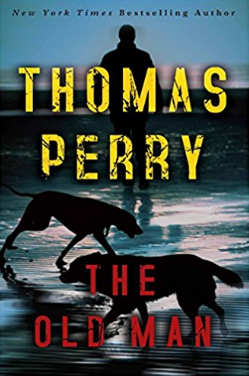 New York Times Bestselling Author
THOMAS
PERRY
THE
OLD MAN